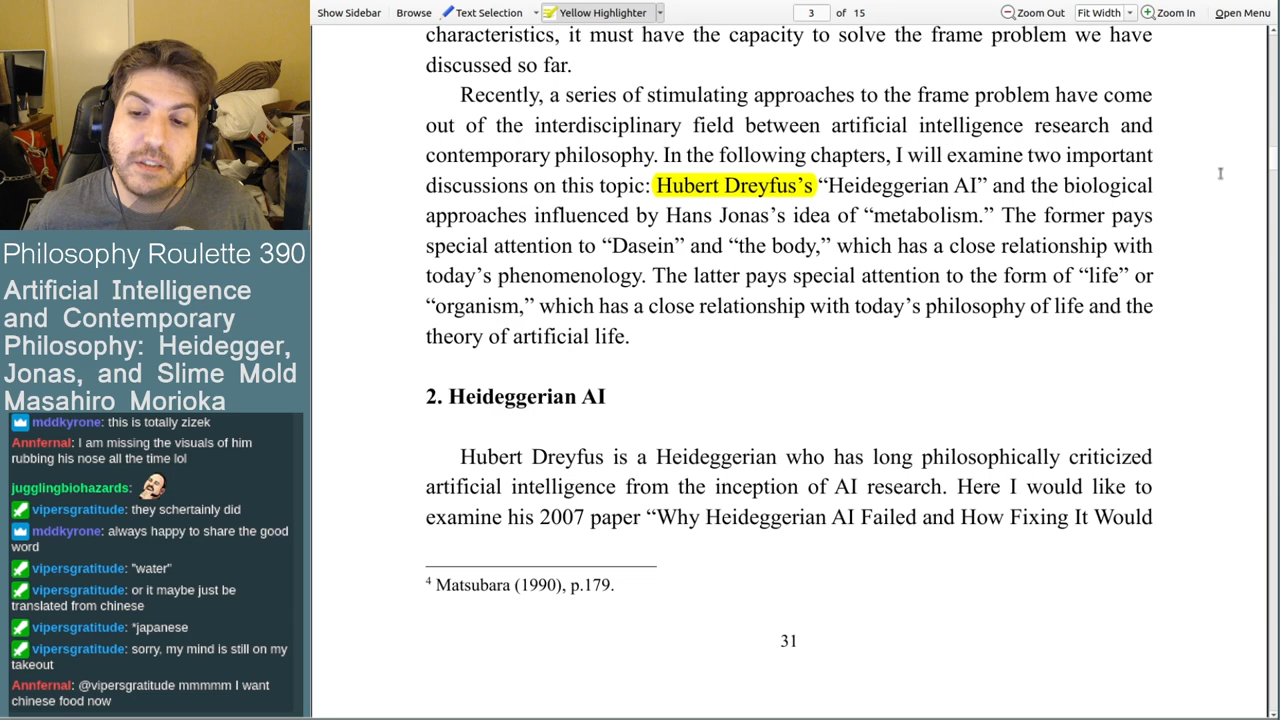 Show Sidebar Browse Text Selection Yellow Highlighter 3 of 15 Zoom Out Fit Width Zoom In Open Menu
characteristics, it must have the capacity to solve the frame problem we have
discussed so far.
Recently, a series of stimulating approaches to the frame problem have come
out of the interdisciplinary field between artificial intelligence research and
contemporary philosophy. In the following chapters, I will examine two important
discussions on this topic: Hubert Dreyfus's “Heideggerian AI” and the biological
approaches influenced by Hans Jonas's idea of “metabolism.” The former pays
special attention to “Dasein” and “the body,” which has a close relationship with
today's phenomenology. The latter pays special attention to the form of “life” or
“organism,” which has a close relationship with today's philosophy of life and the
theory of artificial life.
2. Heideggerian AI
Hubert Dreyfus is a Heideggerian who has long philosophically criticized
artificial intelligence from the inception of AI research. Here I would like to
examine his 2007 paper “Why Heideggerian AI Failed and How Fixing It Would
4 Matsubara (1990), p.179.
31
Philosophy Roulette 390
Artificial Intelligence
and Contemporary
Philosophy: Heidegger,
Jonas, and Slime Mold
Masahiro Morioka
mddkyrone: this is totally zizek
Annfernal: I am missing the visuals of him
rubbing his nose all the time lol
jugglingbiohazards:
vipersgratitude: they schertainly did
mddkyrone: always happy to share the good
word
vipersgratitude: "water"
vipersgratitude: or it maybe just be
translated from chinese
vipersgratitude: *japanese
vipersgratitude: sorry, my mind is still on my
takeout
Annfernal: @vipersgratitude mmmmm I want
chinese food now